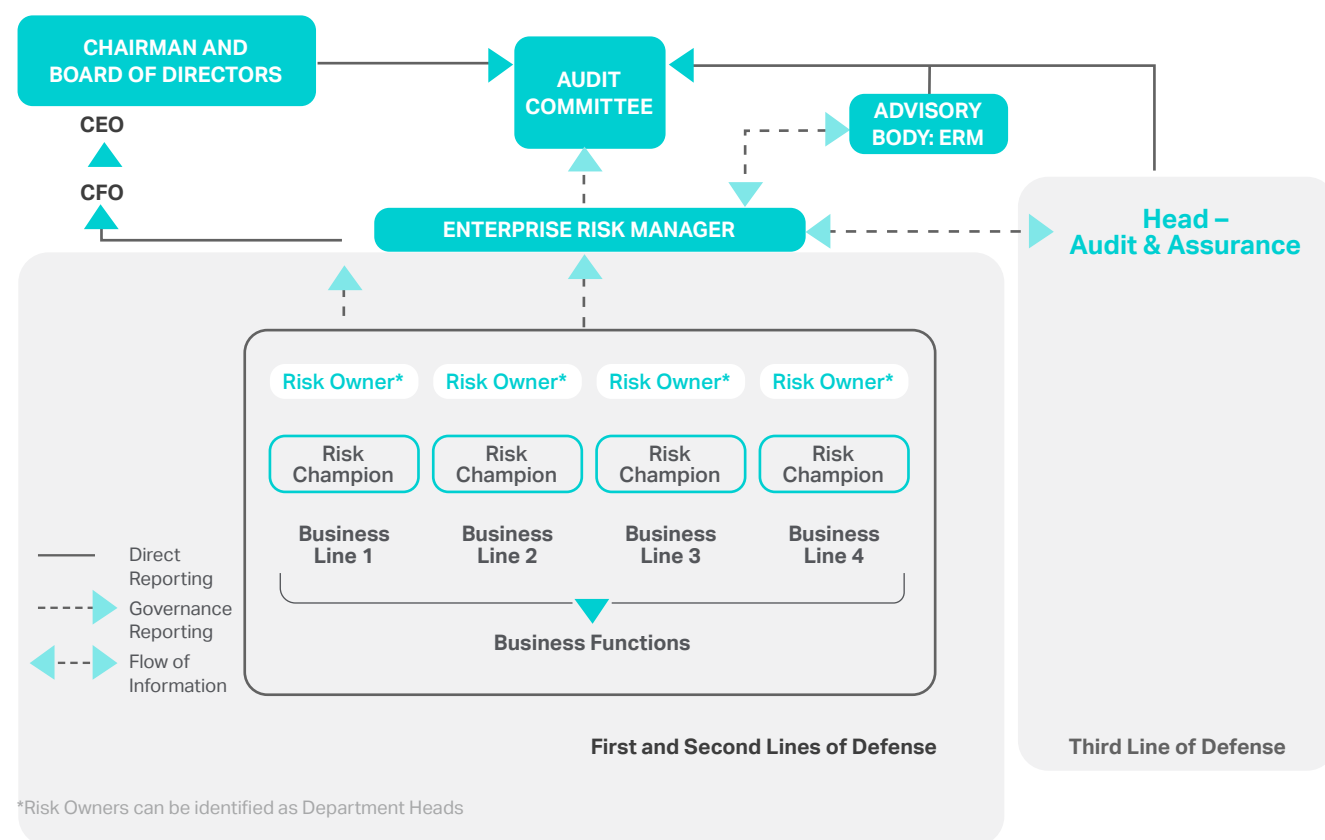 CHAIRMAN AND
BOARD OF DIRECTORS
AUDIT
COMMITTEE
ADVISORY
BODY: ERM
CEO
CFO
ENTERPRISE RISK MANAGER
Head –
Audit & Assurance
Risk Owner*
Risk Owner*
Risk Owner*
Risk Owner*
Risk
Champion
Risk
Champion
Risk
Champion
Risk
Champion
Business
Line 1
Business
Line 2
Business
Line 3
Business
Line 4
Business Functions
Direct
Reporting
Governance
Reporting
Flow of
Information
First and Second Lines of Defense
Third Line of Defense
*Risk Owners can be identified as Department Heads